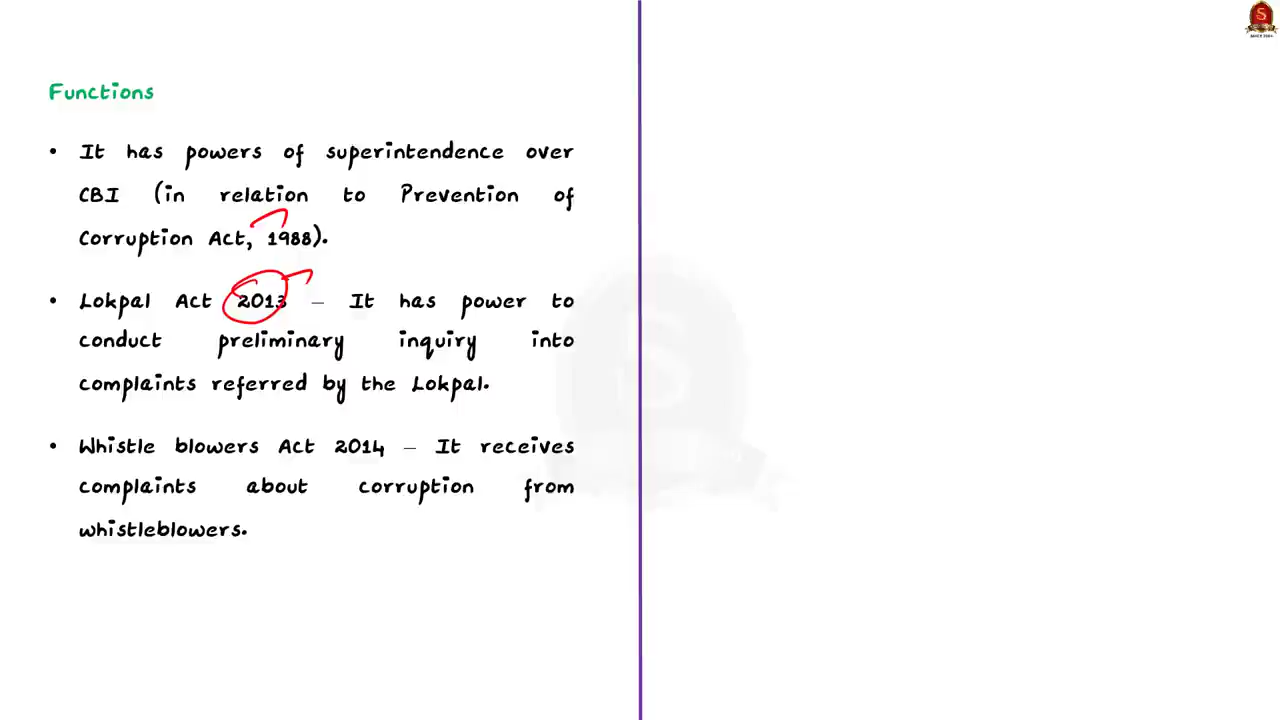 Functions
• It has powers of superintendence over
CBI (in relation to Prevention of
Corruption Act, 1988).
• Lokpal Act 2013 – It has power to
conduct preliminary inquiry into
complaints referred by the Lokpal.
• Whistle blowers Act 2014 – It receives
complaints about corruption from
whistleblowers.
S
SINCE 2004
S